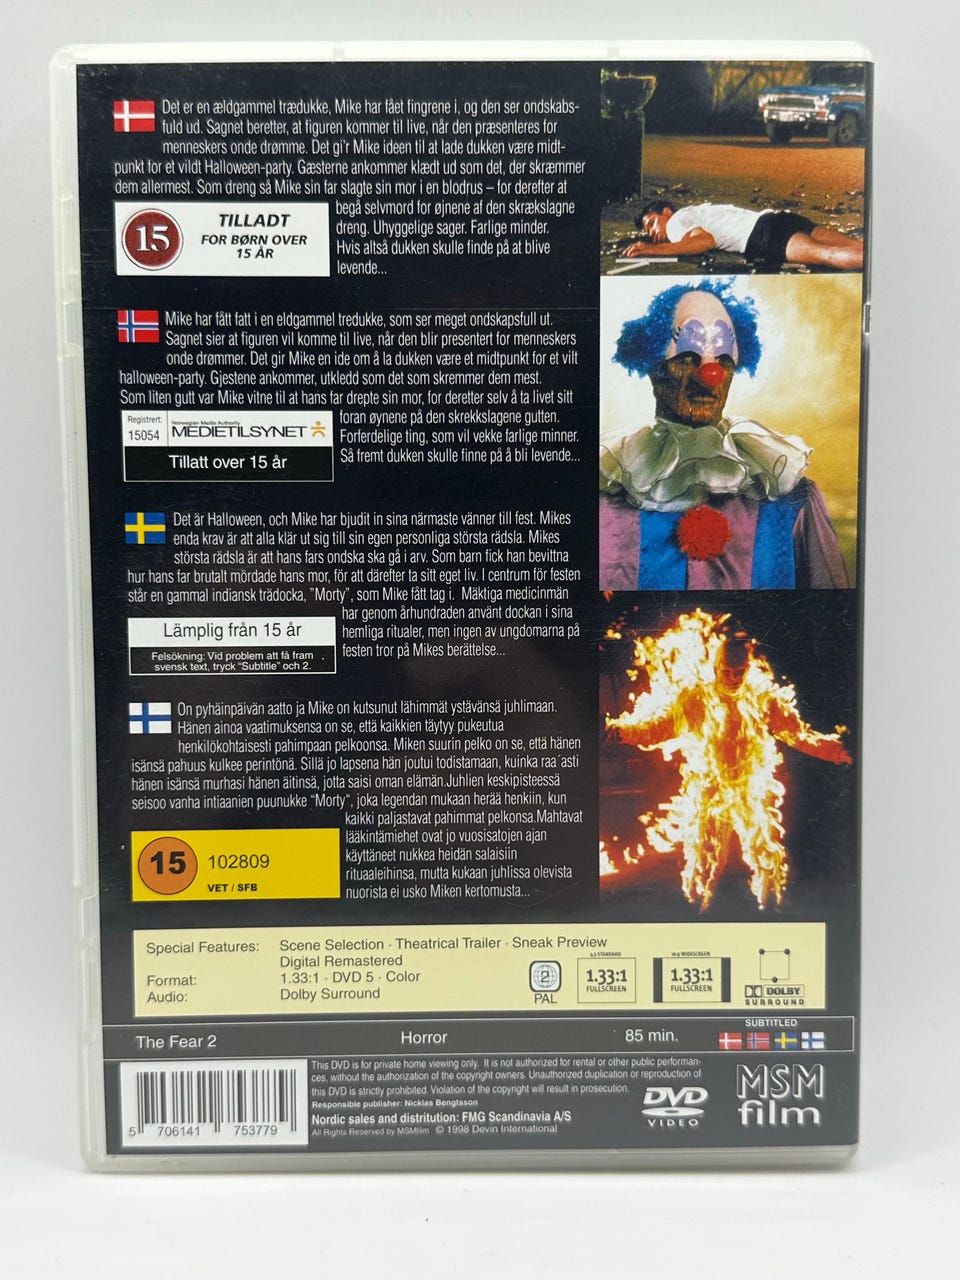 Det er en ældgammel trædukke, Mike har fået fingrene i, og den ser ondskabs-
fuld ud. Sagnet beretter, at figuren kommer til live, når den præsenteres for
menneskers onde drømme. Det gi'r Mike ideen til at lade dukken være midt-
punkt for et vildt Halloween-party. Gæsterne ankommer klædt ud som det, der skræmmer
dem allermest. Som dreng så Mike sin far slagte sin mor i en blodrus – for derefter at
begå selvmord for øjnene af den skrækslagne
dreng. Uhyggelige sager. Farlige minder.
Hvis altså dukken skulle finde på at blive
levende...
15
TILLADT
FOR BØRN OVER
15 ÅR
Mike har fått fatt i en eldgammel tredukke, som ser meget ondskapsfull ut.
Sagnet sier at figuren vil komme til live, når den blir presentert for menneskers
onde drømmer. Det gir Mike en ide om å la dukken være et midtpunkt for et vilt
halloween-party. Gjestene ankommer, utkledd som det som skremmer dem mest.
Som liten gutt var Mike vitne til at hans far drepte sin mor, for deretter selv å ta livet sitt
foran øynene på den skrekkslagene gutten.
Forferdelige ting, som vil vekke farlige minner.
Så fremt dukken skulle finne på å bli levende...
Registrert:
15054
Norwegian Media Authority
MEDIETILSYNET
Tillatt over 15 år
Det är Halloween, och Mike har bjudit in sina närmaste vänner till fest. Mikes
enda krav är att alla klär ut sig till sin egen personliga största rädsla. Mikes
största rädsla är att hans fars ondska ska gå i arv. Som barn fick han bevittna
hur hans far brutalt mördade hans mor, för att därefter ta sitt eget liv. I centrum för festen
står en gammal indiansk trädocka, "Morty", som Mike fått tag i. Mäktiga medicinmän
har genom århundraden använt dockan i sina
hemliga ritualer, men ingen av ungdomarna på
festen tror på Mikes berättelse...
Lämplig från 15 år
Felsökning: Vid problem att få fram
svensk text, tryck "Subtitle" och 2.
On pyhäinpäivän aatto ja Mike on kutsunut lähimmät ystävänsä juhlimaan.
Hänen ainoa vaatimuksensa on se, että kaikkien täytyy pukeutua
henkilökohtaisesti pahimpaan pelkoonsa. Miken suurin pelko on se, että hänen
isänsä pahuus kulkee perintönä. Sillä jo lapsena hän joutui todistamaan, kuinka raa´asti
hänen isänsä murhasi hänen äitinsä, jotta saisi oman elämän.Juhlien keskipisteessä
seisoo vanha intiaanien puunukke "Morty", joka legendan mukaan herää henkiin, kun
kaikki paljastavat pahimmat pelkonsa.Mahtavat
lääkintämiehet ovat jo vuosisatojen ajan
käyttäneet nukkea heidän salaisiin
rituaaleihinsa, mutta kukaan juhlissa olevista
nuorista ei usko Miken kertomusta...
15
102809
VET / SFB
Special Features: Scene Selection · Theatrical Trailer · Sneak Preview
Digital Remastered
Format: 1.33:1 · DVD 5 · Color
Audio: Dolby Surround
2
PAL
4:3 STANDARD
1.33:1
FULLSCREEN
16:9 WIDESCREEN
1.33:1
FULLSCREEN
DOLBY
SURROUND
The Fear 2 Horror 85 min.
SUBTITLED
This DVD is for private home viewing only. It is not authorized for rental or other public performan-
ces, without the authorization of the copyright owners. Unauthorized duplication or reproduction of
this DVD is strictly prohibited. Violation of the copyright will result in prosecution.
Responsible publisher: Nicklas Bengtsson
Nordic sales and distribution: FMG Scandinavia A/S
All Rights Reserved by MSMfilm © 1998 Devin International
DVD
VIDEO
MSM
film
5 706141 753779